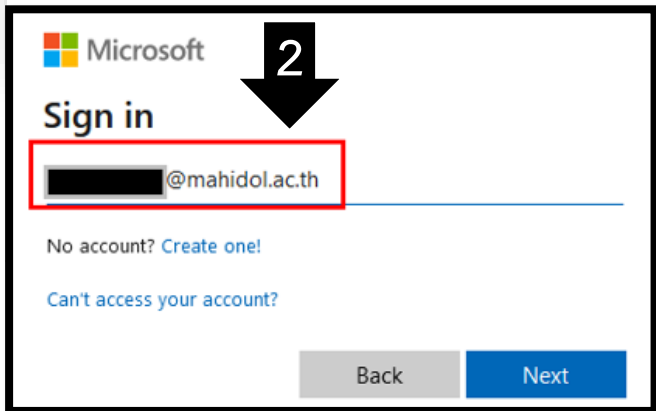 Microsoft
2
Sign in
@mahidol.ac.th
No account? Create one!
Can't access your account?
Back
Next